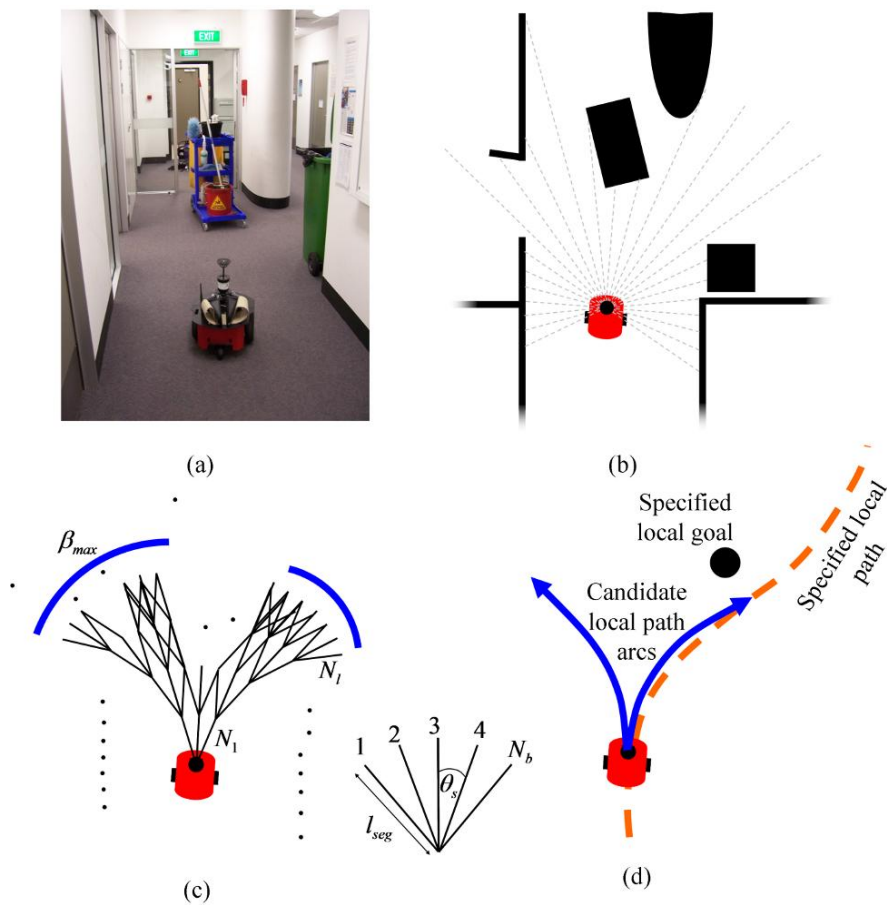 EXIT
EXIT
(a)
(b)
β_max
N_l
N_1
1
2
3
4
N_b
θ_s
l_seg
(c)
Specified
local goal
Candidate
local path
arcs
Specified local
path
(d)